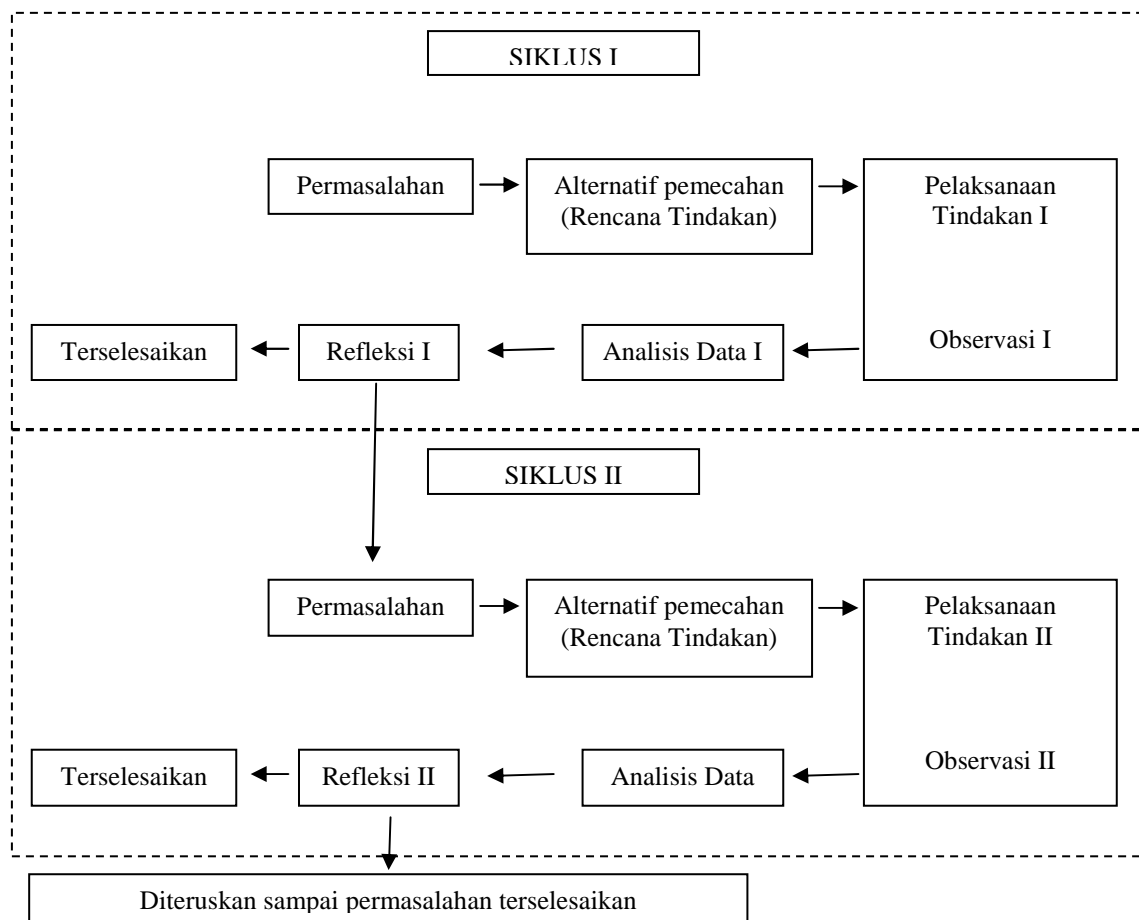 SIKLUS I
Permasalahan
Alternatif pemecahan
(Rencana Tindakan)
Pelaksanaan
Tindakan I
Terselesaikan
Refleksi I
Analisis Data I
Observasi I
SIKLUS II
Permasalahan
Alternatif pemecahan
(Rencana Tindakan)
Pelaksanaan
Tindakan II
Terselesaikan
Refleksi II
Analisis Data
Observasi II
Diteruskan sampai permasalahan terselesaikan